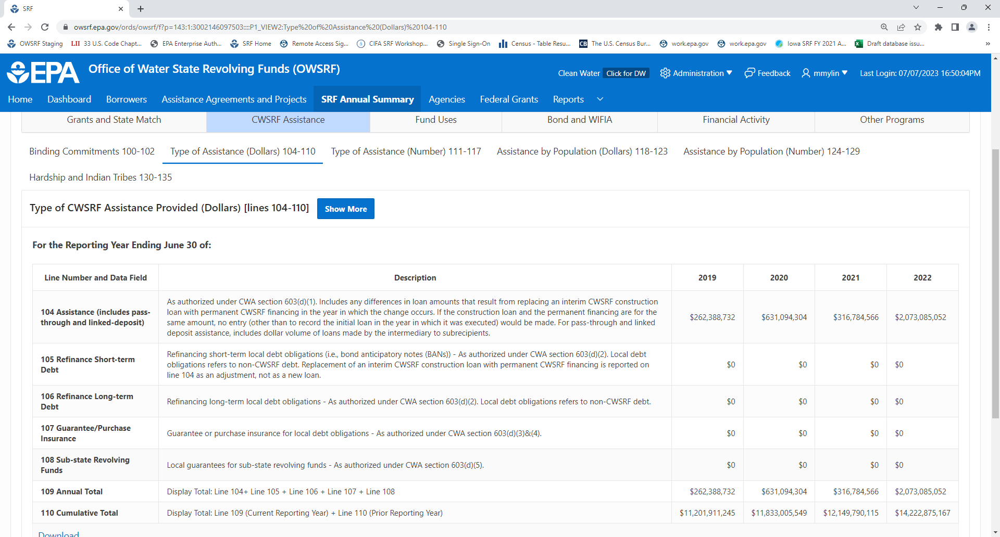 SRF
owsrf.epa.gov/ords/owsrf/f?p=143:1:3002146097503::::P1_VIEW2:Type%20of%20Assistance%20(Dollars)%20104-110
OWSRF Staging LII 33 U.S. Code Chapt... EPA Enterprise Auth... SRF Home Remote Access Sig... CIFA SRF Workshop... Single Sign-On Census - Table Resu... CB The U.S. Census Bur... work.epa.gov work.epa.gov Iowa SRF FY 2021 A... Draft database issu... »
EPA Office of Water State Revolving Funds (OWSRF)
Clean Water Click for DW Administration Feedback mmylin Last Login: 07/07/2023 16:50:04PM
Home Dashboard Borrowers Assistance Agreements and Projects SRF Annual Summary Agencies Federal Grants Reports
Grants and State Match CWSRF Assistance Fund Uses Bond and WIFIA Financial Activity Other Programs
Binding Commitments 100-102 Type of Assistance (Dollars) 104-110 Type of Assistance (Number) 111-117 Assistance by Population (Dollars) 118-123 Assistance by Population (Number) 124-129
Hardship and Indian Tribes 130-135
Type of CWSRF Assistance Provided (Dollars) [lines 104-110] Show More
For the Reporting Year Ending June 30 of:
Line Number and Data Field Description 2019 2020 2021 2022
104 Assistance (includes pass-
through and linked-deposit)
As authorized under CWA section 603(d)(1). Includes any differences in loan amounts that result from replacing an interim CWSRF construction
loan with permanent CWSRF financing in the year in which the change occurs. If the construction loan and the permanent financing are for the
same amount, no entry (other than to record the initial loan in the year in which it was executed) would be made. For pass-through and linked
deposit assistance, includes dollar volume of loans made by the intermediary to subrecipients.
$262,388,732 $631,094,304 $316,784,566 $2,073,085,052
105 Refinance Short-term
Debt
Refinancing short-term local debt obligations (i.e., bond anticipatory notes (BANs)) - As authorized under CWA section 603(d)(2). Local debt
obligations refers to non-CWSRF debt. Replacement of an interim CWSRF construction loan with permanent CWSRF financing is reported on
line 104 as an adjustment, not as a new loan.
$0 $0 $0 $0
106 Refinance Long-term
Debt
Refinancing long-term local debt obligations - As authorized under CWA section 603(d)(2). Local debt obligations refers to non-CWSRF debt.
$0 $0 $0 $0
107 Guarantee/Purchase
Insurance
Guarantee or purchase insurance for local debt obligations - As authorized under CWA section 603(d)(3)&(4).
$0 $0 $0 $0
108 Sub-state Revolving
Funds
Local guarantees for sub-state revolving funds - As authorized under CWA section 603(d)(5).
$0 $0 $0 $0
109 Annual Total Display Total: Line 104+ Line 105 + Line 106 + Line 107 + Line 108 $262,388,732 $631,094,304 $316,784,566 $2,073,085,052
110 Cumulative Total Display Total: Line 109 (Current Reporting Year) + Line 110 (Prior Reporting Year) $11,201,911,245 $11,833,005,549 $12,149,790,115 $14,222,875,167
Download